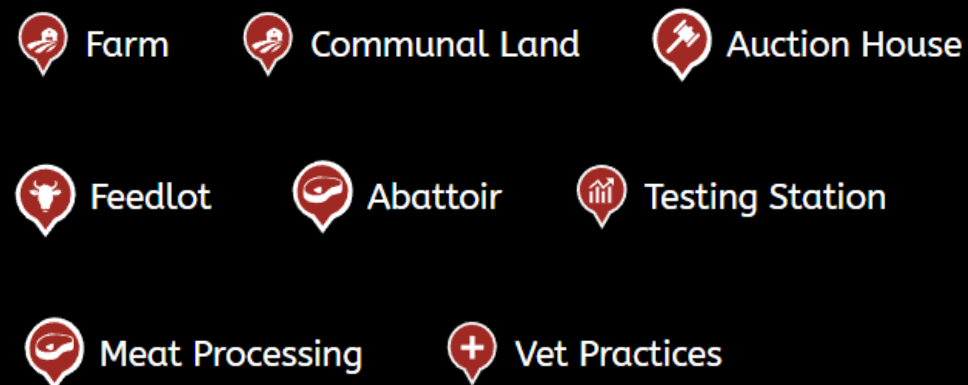 Farm Communal Land Auction House
Feedlot Abattoir Testing Station
Meat Processing Vet Practices